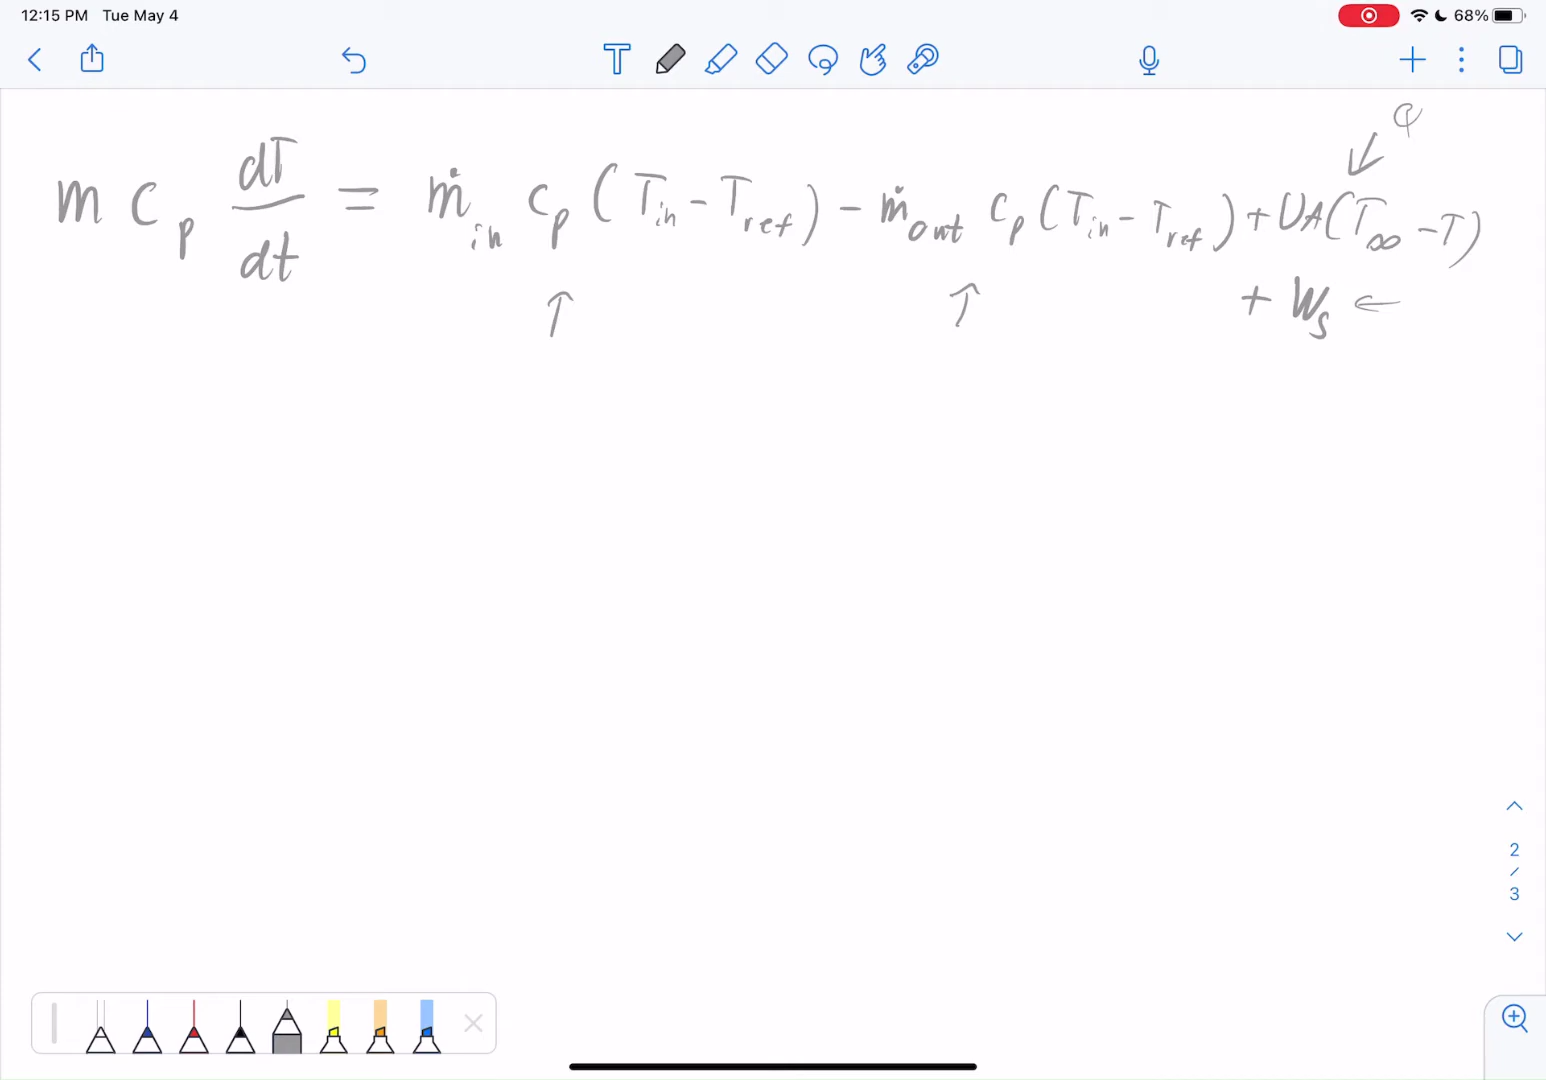 12:15 PM Tue May 4 68%
T
Q
m c_p dT/dt = ṁ_in c_p (T_in - T_ref) - ṁ_out c_p (T_in - T_ref) + UA(T_∞ - T)
+ W_s
2
/
3